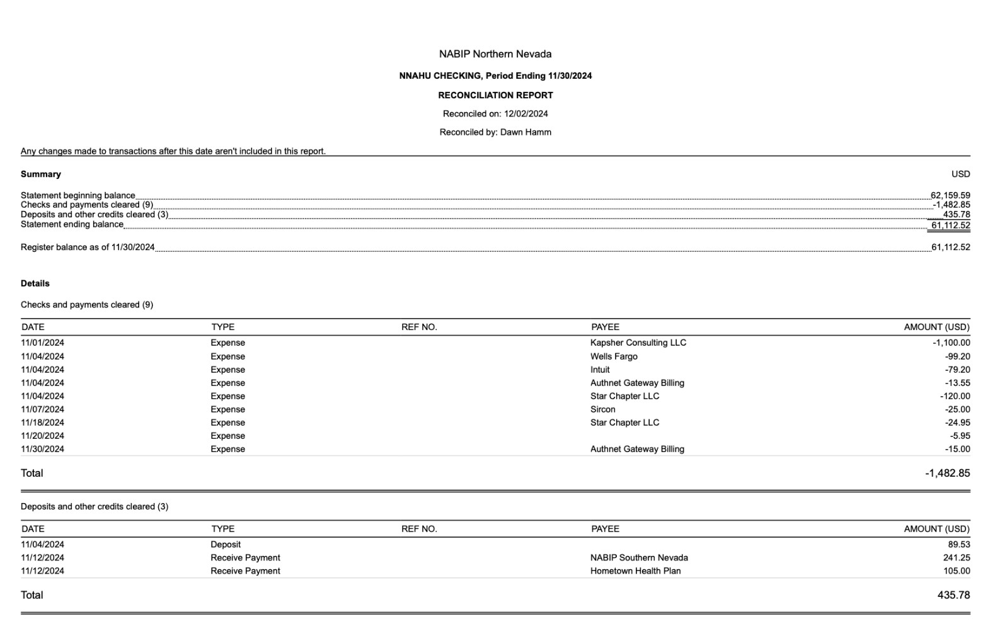 NABIP Northern Nevada
NNAHU CHECKING, Period Ending 11/30/2024
RECONCILIATION REPORT
Reconciled on: 12/02/2024
Reconciled by: Dawn Hamm
Any changes made to transactions after this date aren't included in this report.
Summary USD
Statement beginning balance 62,159.59
Checks and payments cleared (9) -1,482.85
Deposits and other credits cleared (3) 435.78
Statement ending balance 61,112.52
Register balance as of 11/30/2024 61,112.52
Details
Checks and payments cleared (9)
DATE TYPE REF NO. PAYEE AMOUNT (USD)
11/01/2024 Expense Kapsher Consulting LLC -1,100.00
11/04/2024 Expense Wells Fargo -99.20
11/04/2024 Expense Intuit -79.20
11/04/2024 Expense Authnet Gateway Billing -13.55
11/04/2024 Expense Star Chapter LLC -120.00
11/07/2024 Expense Sircon -25.00
11/18/2024 Expense Star Chapter LLC -24.95
11/20/2024 Expense -5.95
11/30/2024 Expense Authnet Gateway Billing -15.00
Total -1,482.85
Deposits and other credits cleared (3)
DATE TYPE REF NO. PAYEE AMOUNT (USD)
11/04/2024 Deposit 89.53
11/12/2024 Receive Payment NABIP Southern Nevada 241.25
11/12/2024 Receive Payment Hometown Health Plan 105.00
Total 435.78